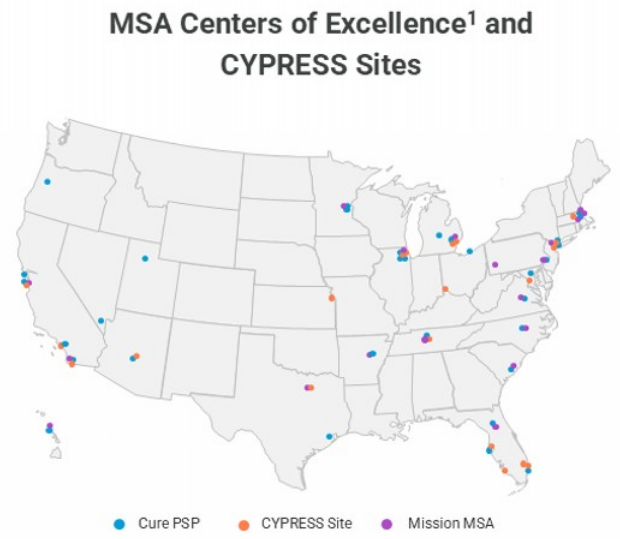 MSA Centers of Excellence¹ and
CYPRESS Sites
Cure PSP
CYPRESS Site
Mission MSA